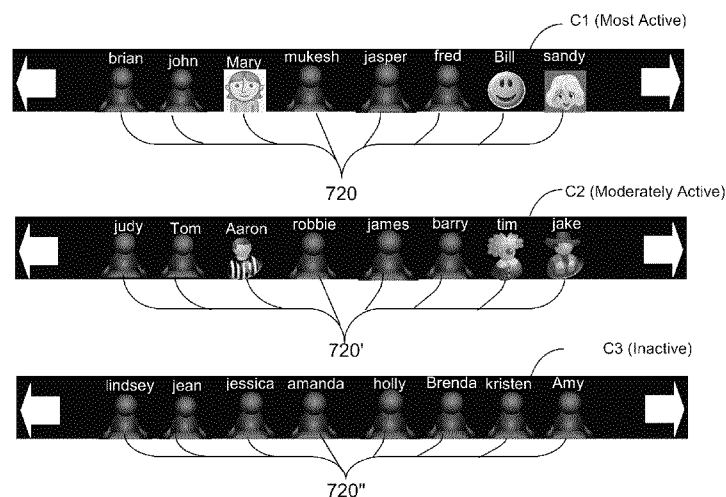 C1 (Most Active)
brian john Mary mukesh jasper fred Bill sandy
720
C2 (Moderately Active)
judy Tom Aaron robbie james barry tim jake
720'
C3 (Inactive)
lindsey jean jessica amanda holly Brenda kristen Amy
720"